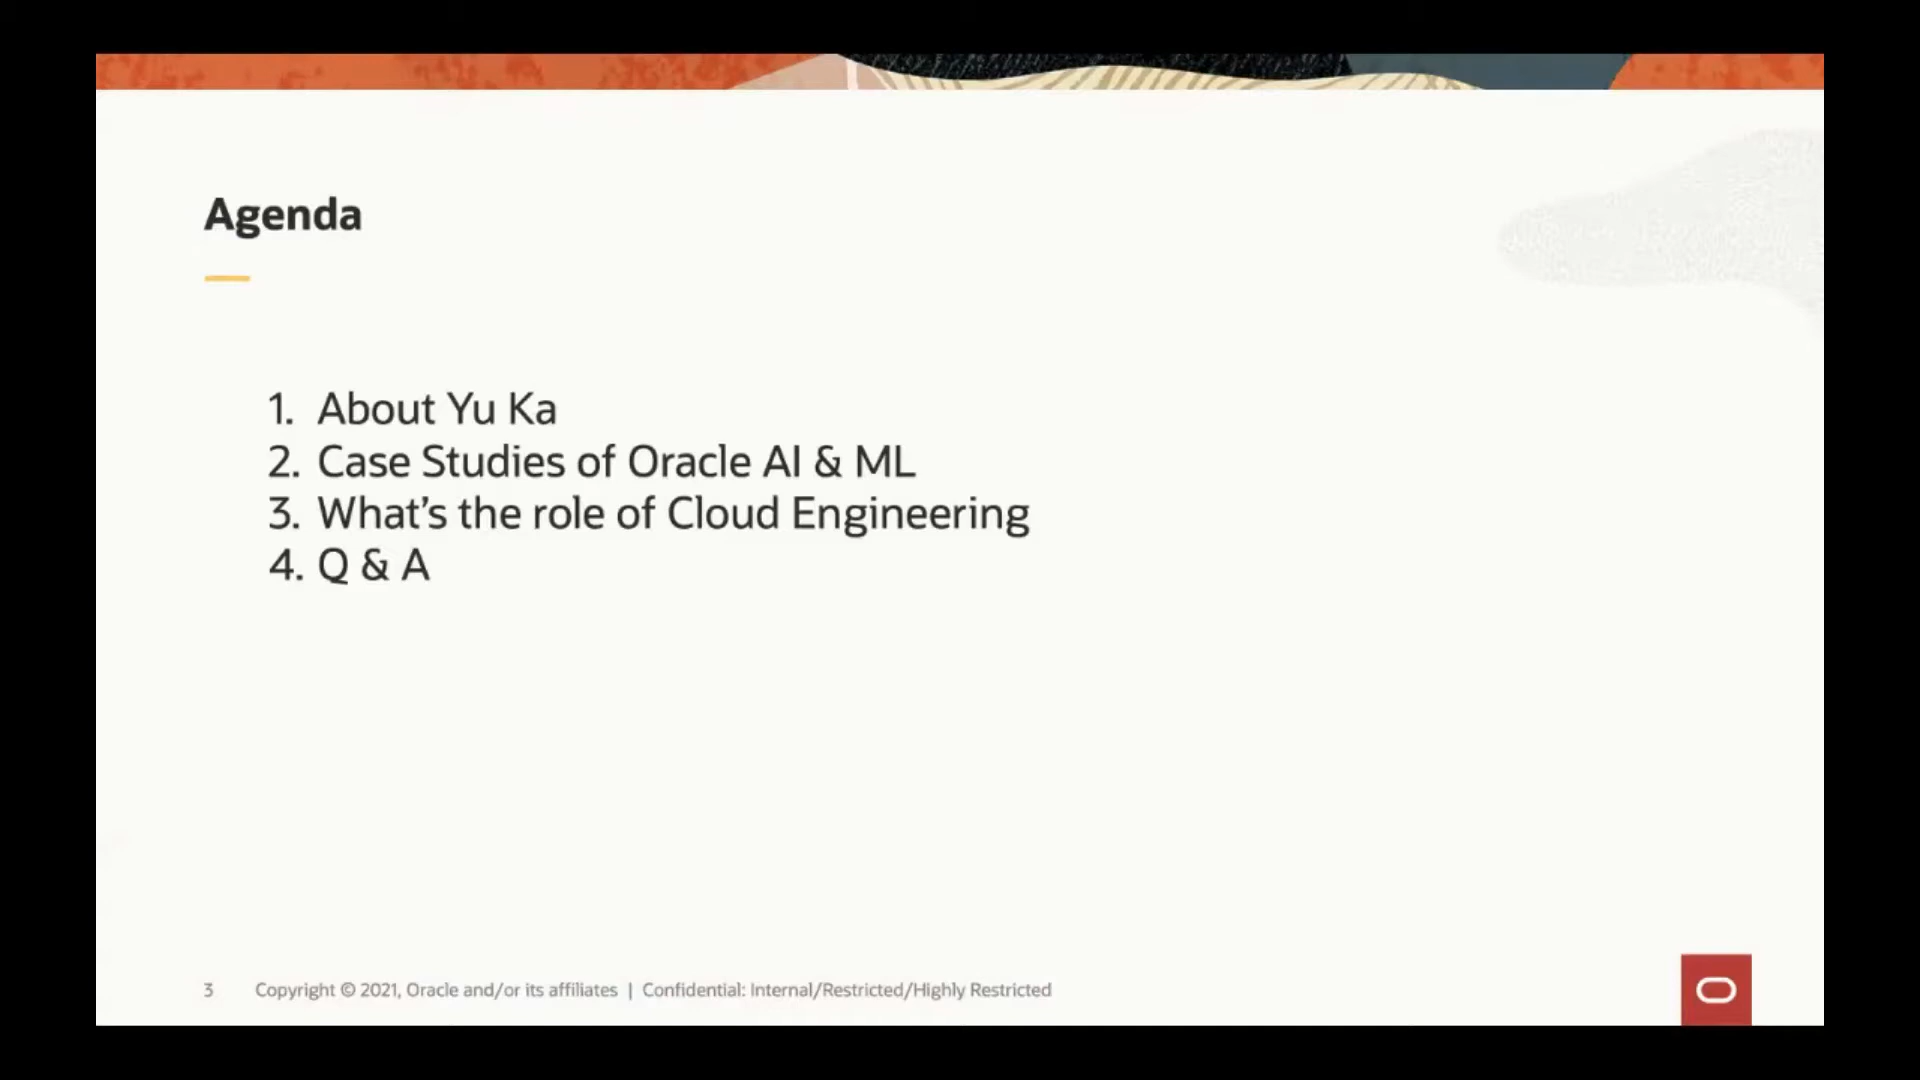 Agenda
1. About Yu Ka
2. Case Studies of Oracle AI & ML
3. What’s the role of Cloud Engineering
4. Q & A
3 Copyright © 2021, Oracle and/or its affiliates | Confidential: Internal/Restricted/Highly Restricted